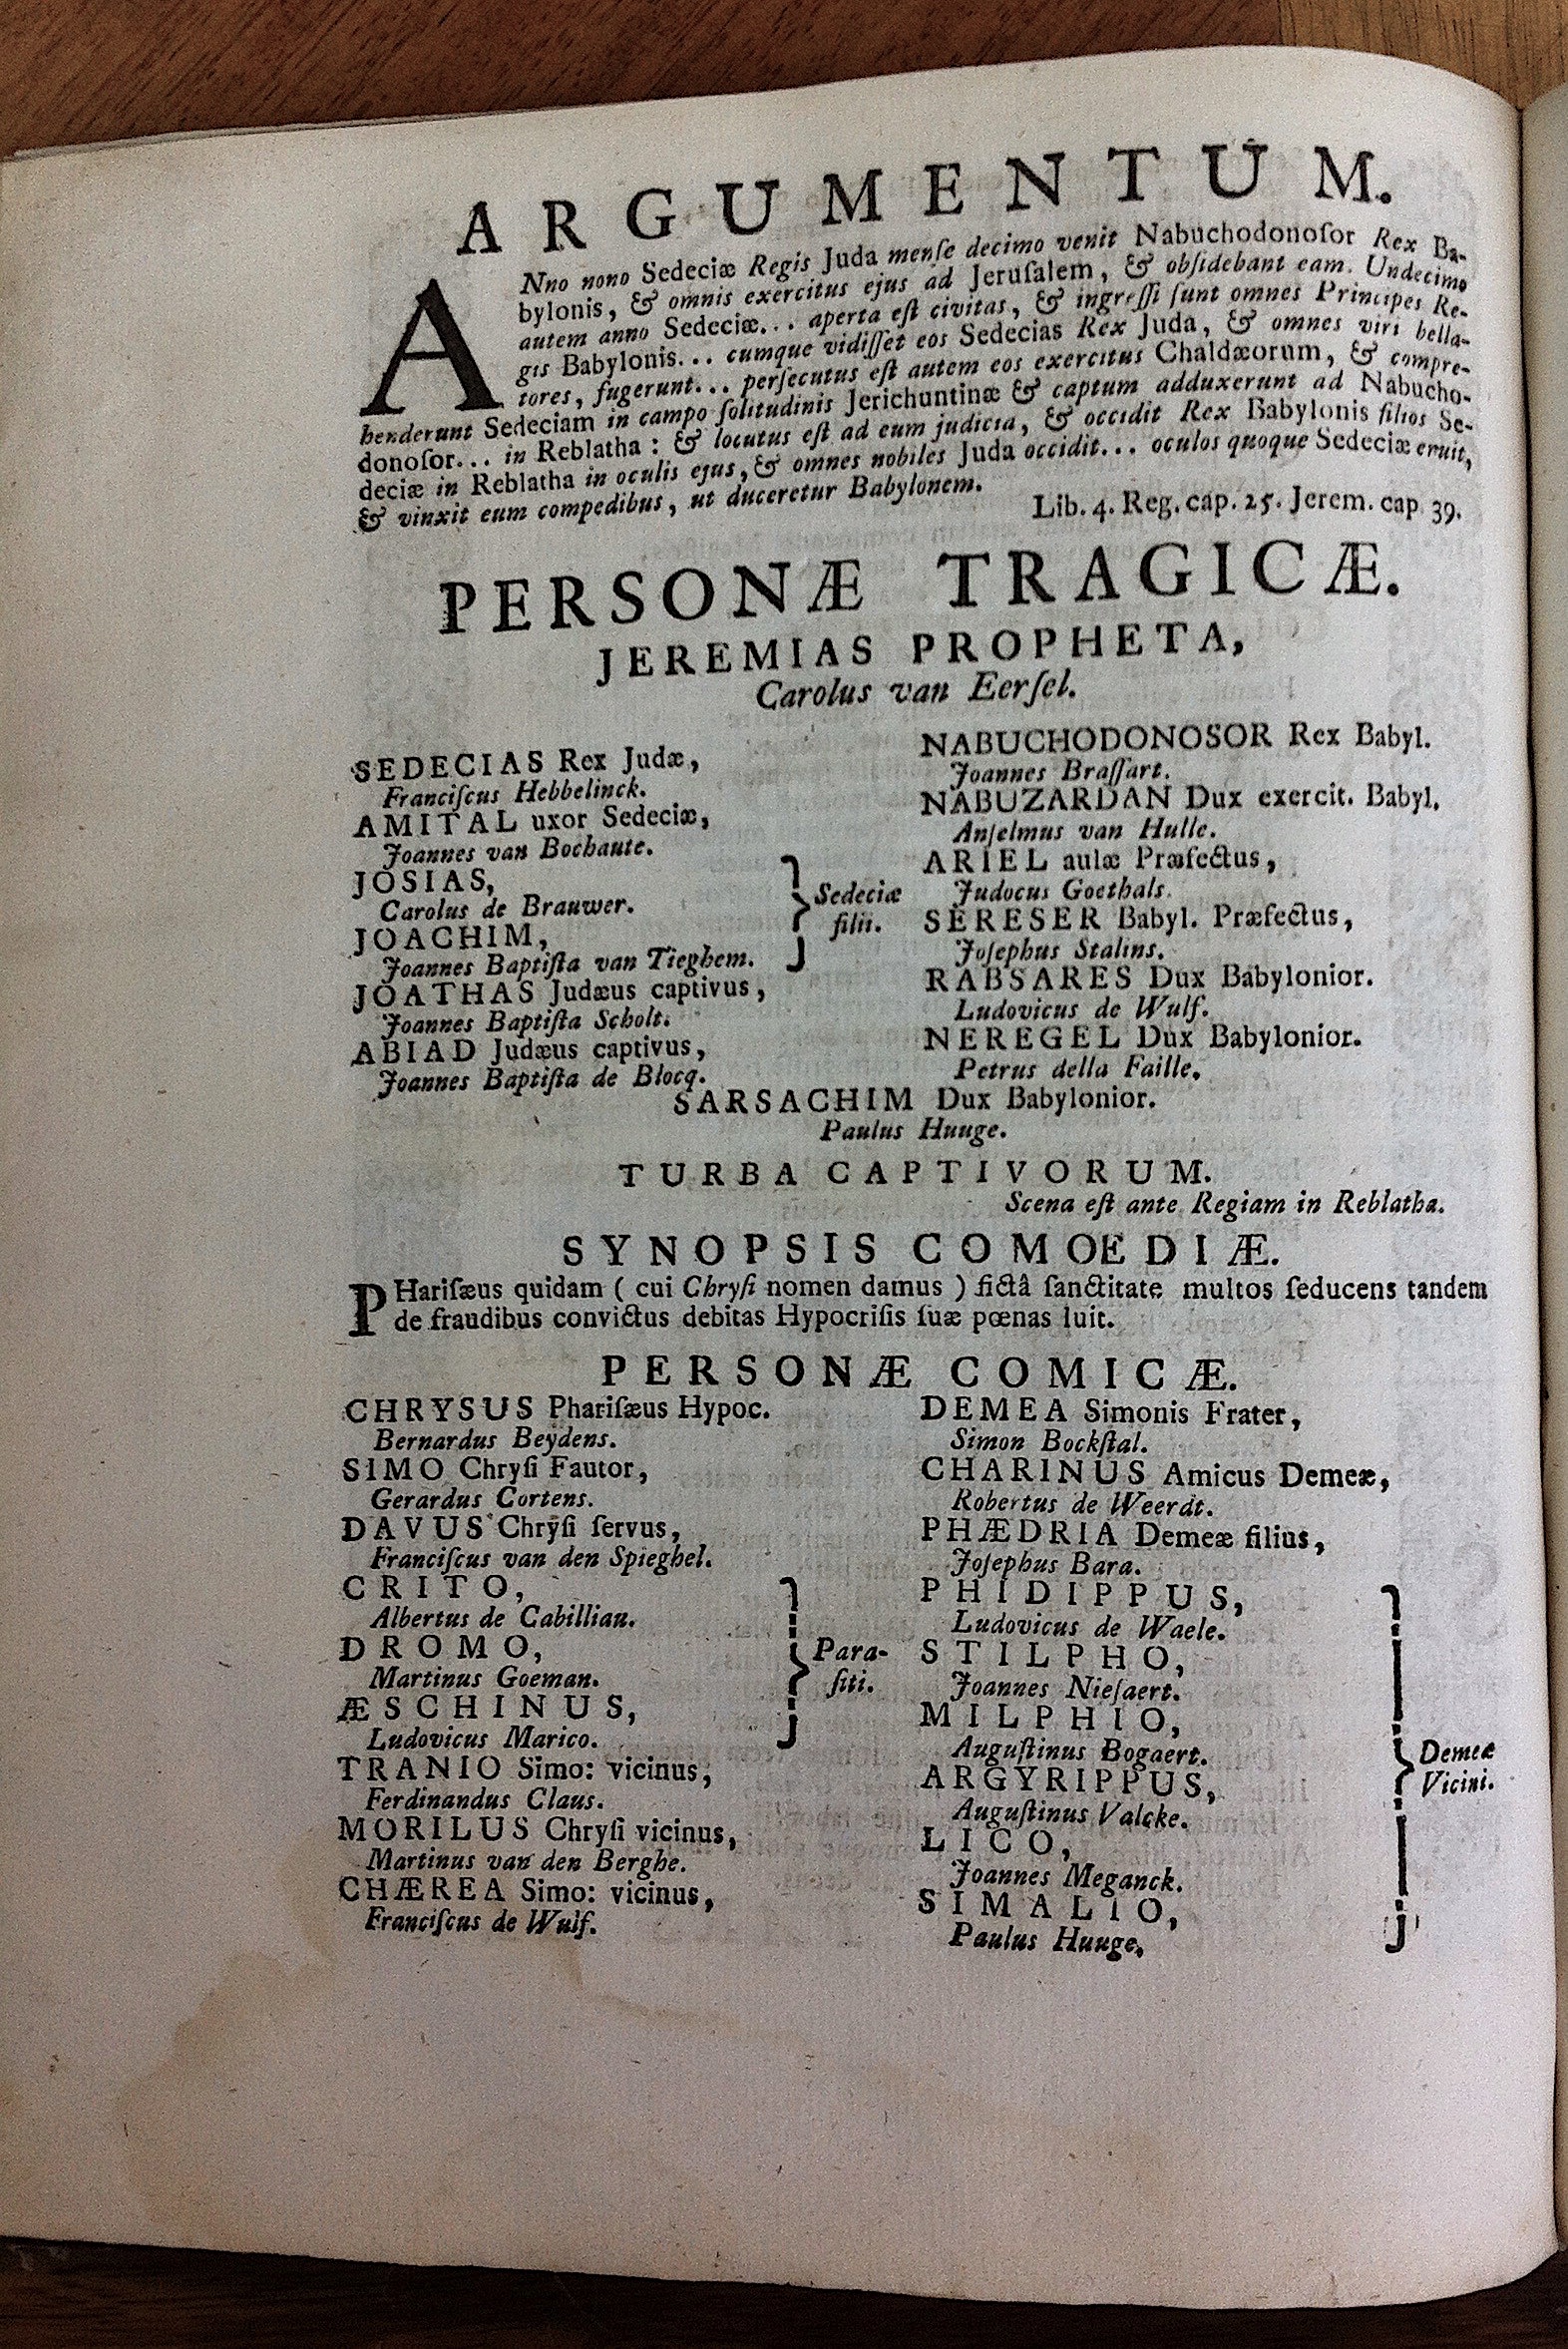 ARGUMENTUM.
ANno nono Sedeciæ Regis Juda menſe decimo venit Nabuchodonoſor Rex Ba-
bylonis, & omnis exercitus ejus ad Jeruſalem, & obſidebant eam. Undecimo
autem anno Sedeciæ... aperta eſt civitas, & ingreſſi ſunt omnes Principes Re-
gis Babylonis... cumque vidiſſet eos Sedecias Rex Juda, & omnes viri bella-
tores, fugerunt... perſecutus eſt autem eos exercitus Chaldæorum, & compre-
henderunt Sedeciam in campo ſolitudinis Jerichuntinæ & captum adduxerunt ad Nabucho-
donoſor... in Reblatha : & locutus eſt ad eum judicia, & occidit Rex Babylonis filios Se-
deciæ in Reblatha in oculis ejus, & omnes nobiles Juda occidit... oculos quoque Sedeciæ eruit,
& vinxit eum compedibus, ut duceretur Babylonem.
Lib. 4. Reg. cap. 25. Jerem. cap. 39.
PERSONÆ TRAGICÆ.
JEREMIAS PROPHETA,
Carolus van Eerſel.
SEDECIAS Rex Judæ,
Franciſcus Hebbelinck.
AMITAL uxor Sedeciæ,
Joannes van Bochaute.
JOSIAS,
Carolus de Brauwer.
JOACHIM,
Joannes Baptiſta van Tieghem.
Sedeciæ
filii.
JOATHAS Judæus captivus,
Joannes Baptiſta Scholt.
ABIAD Judæus captivus,
Joannes Baptiſta de Blocq.
NABUCHODONOSOR Rex Babyl.
Joannes Braſſart.
NABUZARDAN Dux exercit. Babyl.
Anſelmus van Hulle.
ARIEL aulæ Præfectus,
Judocus Goethals.
SERESER Babyl. Præfectus,
Joſephus Stalins.
RABSARES Dux Babylonior.
Ludovicus de Wulf.
NEREGEL Dux Babylonior.
Petrus della Faille.
SARSACHIM Dux Babylonior.
Paulus Huuge.
TURBA CAPTIVORUM.
Scena eſt ante Regiam in Reblatha.
SYNOPSIS COMOEDIÆ.
PHariſæus quidam ( cui Chryſi nomen damus ) fictâ ſanctitate multos ſeducens tandem
de fraudibus convictus debitas Hypocriſis ſuæ pœnas luit.
PERSONÆ COMICÆ.
CHRYSUS Phariſæus Hypoc.
Bernardus Beydens.
SIMO Chryſi Fautor,
Gerardus Cortens.
DAVUS Chryſi ſervus,
Franciſcus van den Spieghel.
CRITO,
Albertus de Cabillian.
DROMO,
Martinus Goeman.
ÆSCHINUS,
Ludovicus Marico.
Para-
ſiti.
TRANIO Simo: vicinus,
Ferdinandus Claus.
MORILUS Chryſi vicinus,
Martinus van den Berghe.
CHÆREA Simo: vicinus,
Franciſcus de Wulf.
DEMEA Simonis Frater,
Simon Bockſtal.
CHARINUS Amicus Demeæ,
Robertus de Weerdt.
PHÆDRIA Demeæ filius,
Joſephus Bara.
PHIDIPPUS,
Ludovicus de Waele.
STILPHO,
Joannes Nieſaert.
MILPHIO,
Auguſtinus Bogaert.
ARGYRIPPUS,
Auguſtinus Valcke.
LICO,
Joannes Meganck.
SIMALIO,
Paulus Huuge,
Demeæ
Vicini.